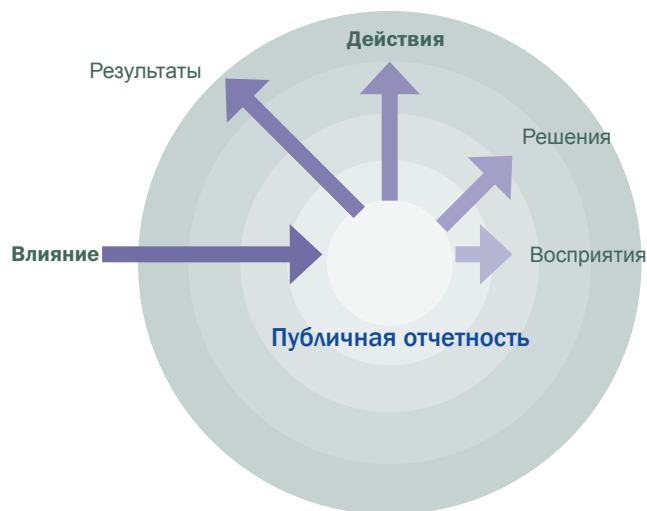 Действия
Результаты
Решения
Влияние
Восприятия
Публичная отчетность